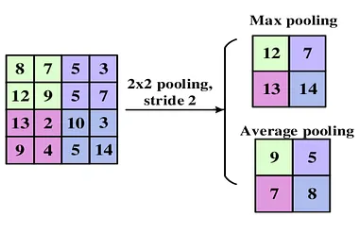 Max pooling
12 7
13 14
8 7 5 3
12 9 5 7
13 2 10 3
9 4 5 14
2x2 pooling,
stride 2
Average pooling
9 5
7 8